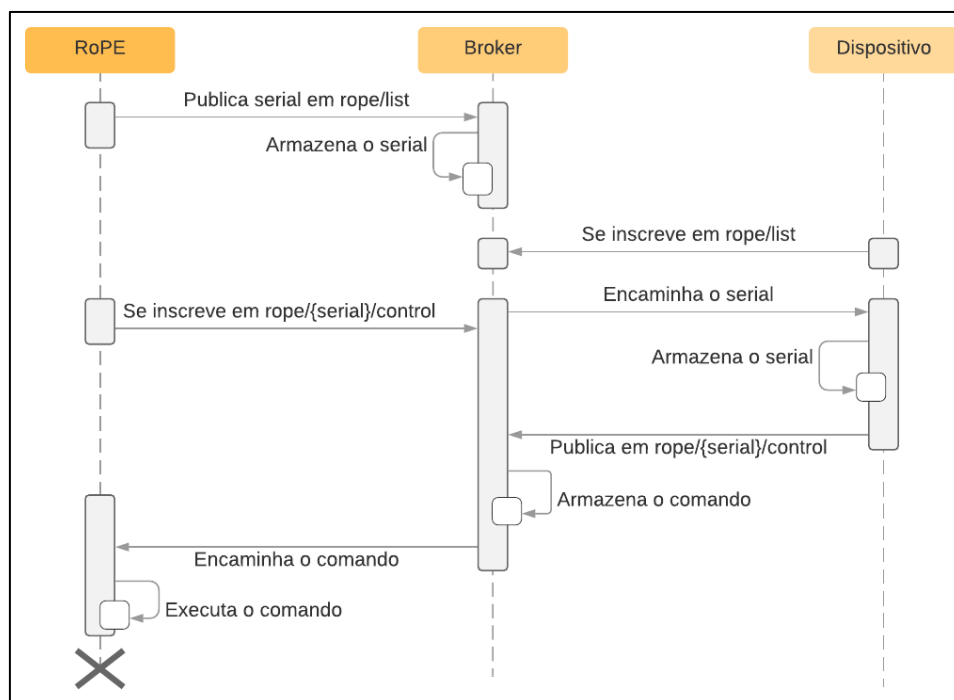 RoPE
Broker
Dispositivo
Publica serial em rope/list
Armazena o serial
Se inscreve em rope/list
Encaminha o serial
Se inscreve em rope/{serial}/control
Armazena o serial
Publica em rope/{serial}/control
Armazena o comando
Encaminha o comando
Executa o comando